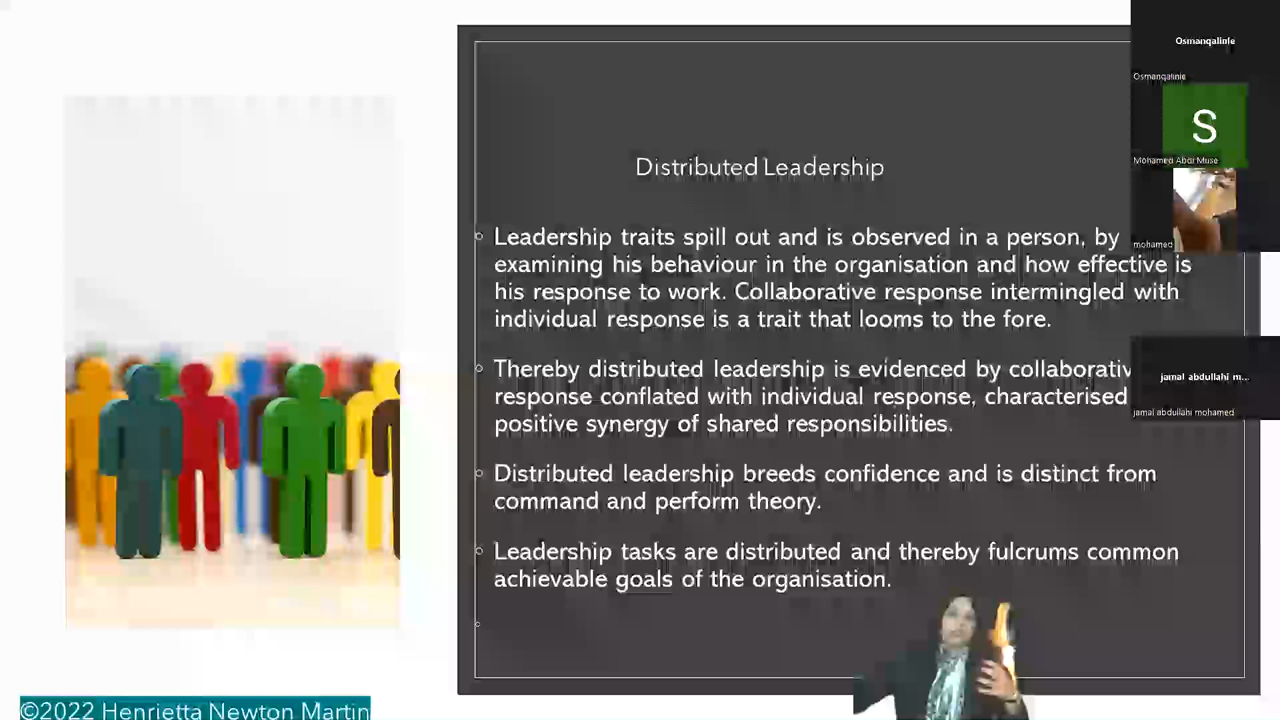 Distributed Leadership
Leadership traits spill out and is observed in a person, by
examining his behaviour in the organisation and how effective is
his response to work. Collaborative response intermingled with
individual response is a trait that looms to the fore.
Thereby distributed leadership is evidenced by collaborativ
response conflated with individual response, characterised
positive synergy of shared responsibilities.
Distributed leadership breeds confidence and is distinct from
command and perform theory.
Leadership tasks are distributed and thereby fulcrums common
achievable goals of the organisation.
©2022 Henrietta Newton Martin
Osmanqalinle
Osmanqalinle
S
Mohamed Abdi Muse
mohamed
jamal abdullahi m...
jamal abdullahi mohamed